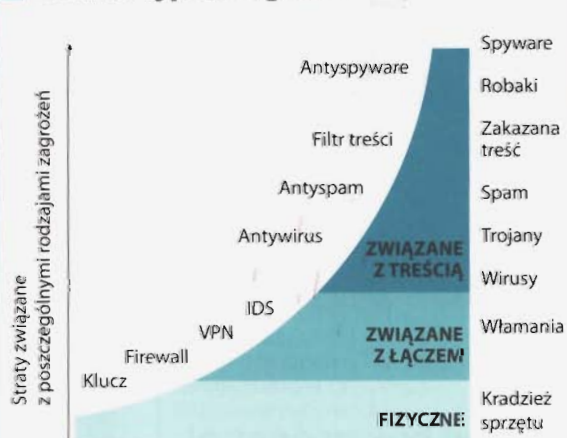 Straty związane
z poszczególnymi rodzajami zagrożeń
Antyspyware
Filtr treści
Antyspam
Antywirus
IDS
VPN
Firewall
Klucz
ZWIĄZANE
Z TREŚCIĄ
ZWIĄZANE
Z ŁĄCZEM
FIZYCZNE
Spyware
Robaki
Zakazana
treść
Spam
Trojany
Wirusy
Włamania
Kradzież
sprzętu